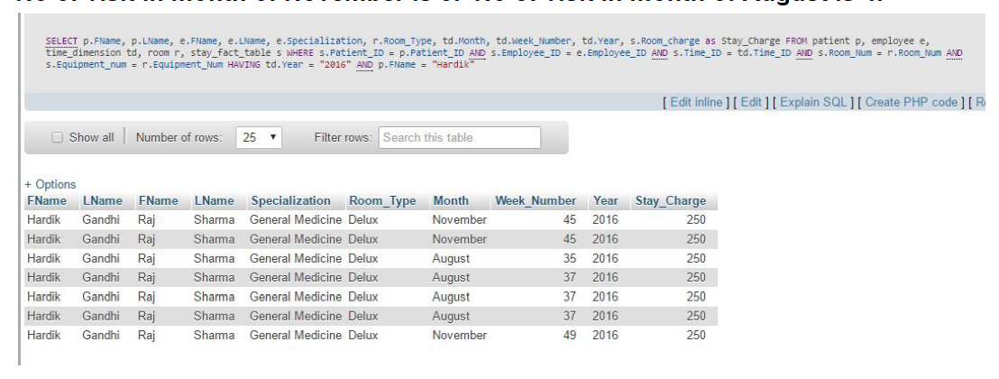 SELECT p.FName, p.LName, e.FName, e.LName, e.Specialization, r.Room_Type, td.Month, td.Week_Number, td.Year, s.Room_charge as Stay_Charge FROM patient p, employee e,
time_dimension td, room r, stay_fact_table s WHERE s.Patient_ID = p.Patient_ID AND s.Employee_ID = e.Employee_ID AND s.Time_ID = td.Time_ID AND s.Room_Num = r.Room_Num AND
s.Equipment_num = r.Equipment_Num HAVING td.Year = "2016" AND p.FName = "Hardik"
[ Edit inline ] [ Edit ] [ Explain SQL ] [ Create PHP code ] [
Show all Number of rows: 25 Filter rows: Search this table
+ Options
FName LName FName LName Specialization Room_Type Month Week_Number Year Stay_Charge
Hardik Gandhi Raj Sharma General Medicine Delux November 45 2016 250
Hardik Gandhi Raj Sharma General Medicine Delux November 45 2016 250
Hardik Gandhi Raj Sharma General Medicine Delux August 35 2016 250
Hardik Gandhi Raj Sharma General Medicine Delux August 37 2016 250
Hardik Gandhi Raj Sharma General Medicine Delux August 37 2016 250
Hardik Gandhi Raj Sharma General Medicine Delux August 37 2016 250
Hardik Gandhi Raj Sharma General Medicine Delux November 49 2016 250